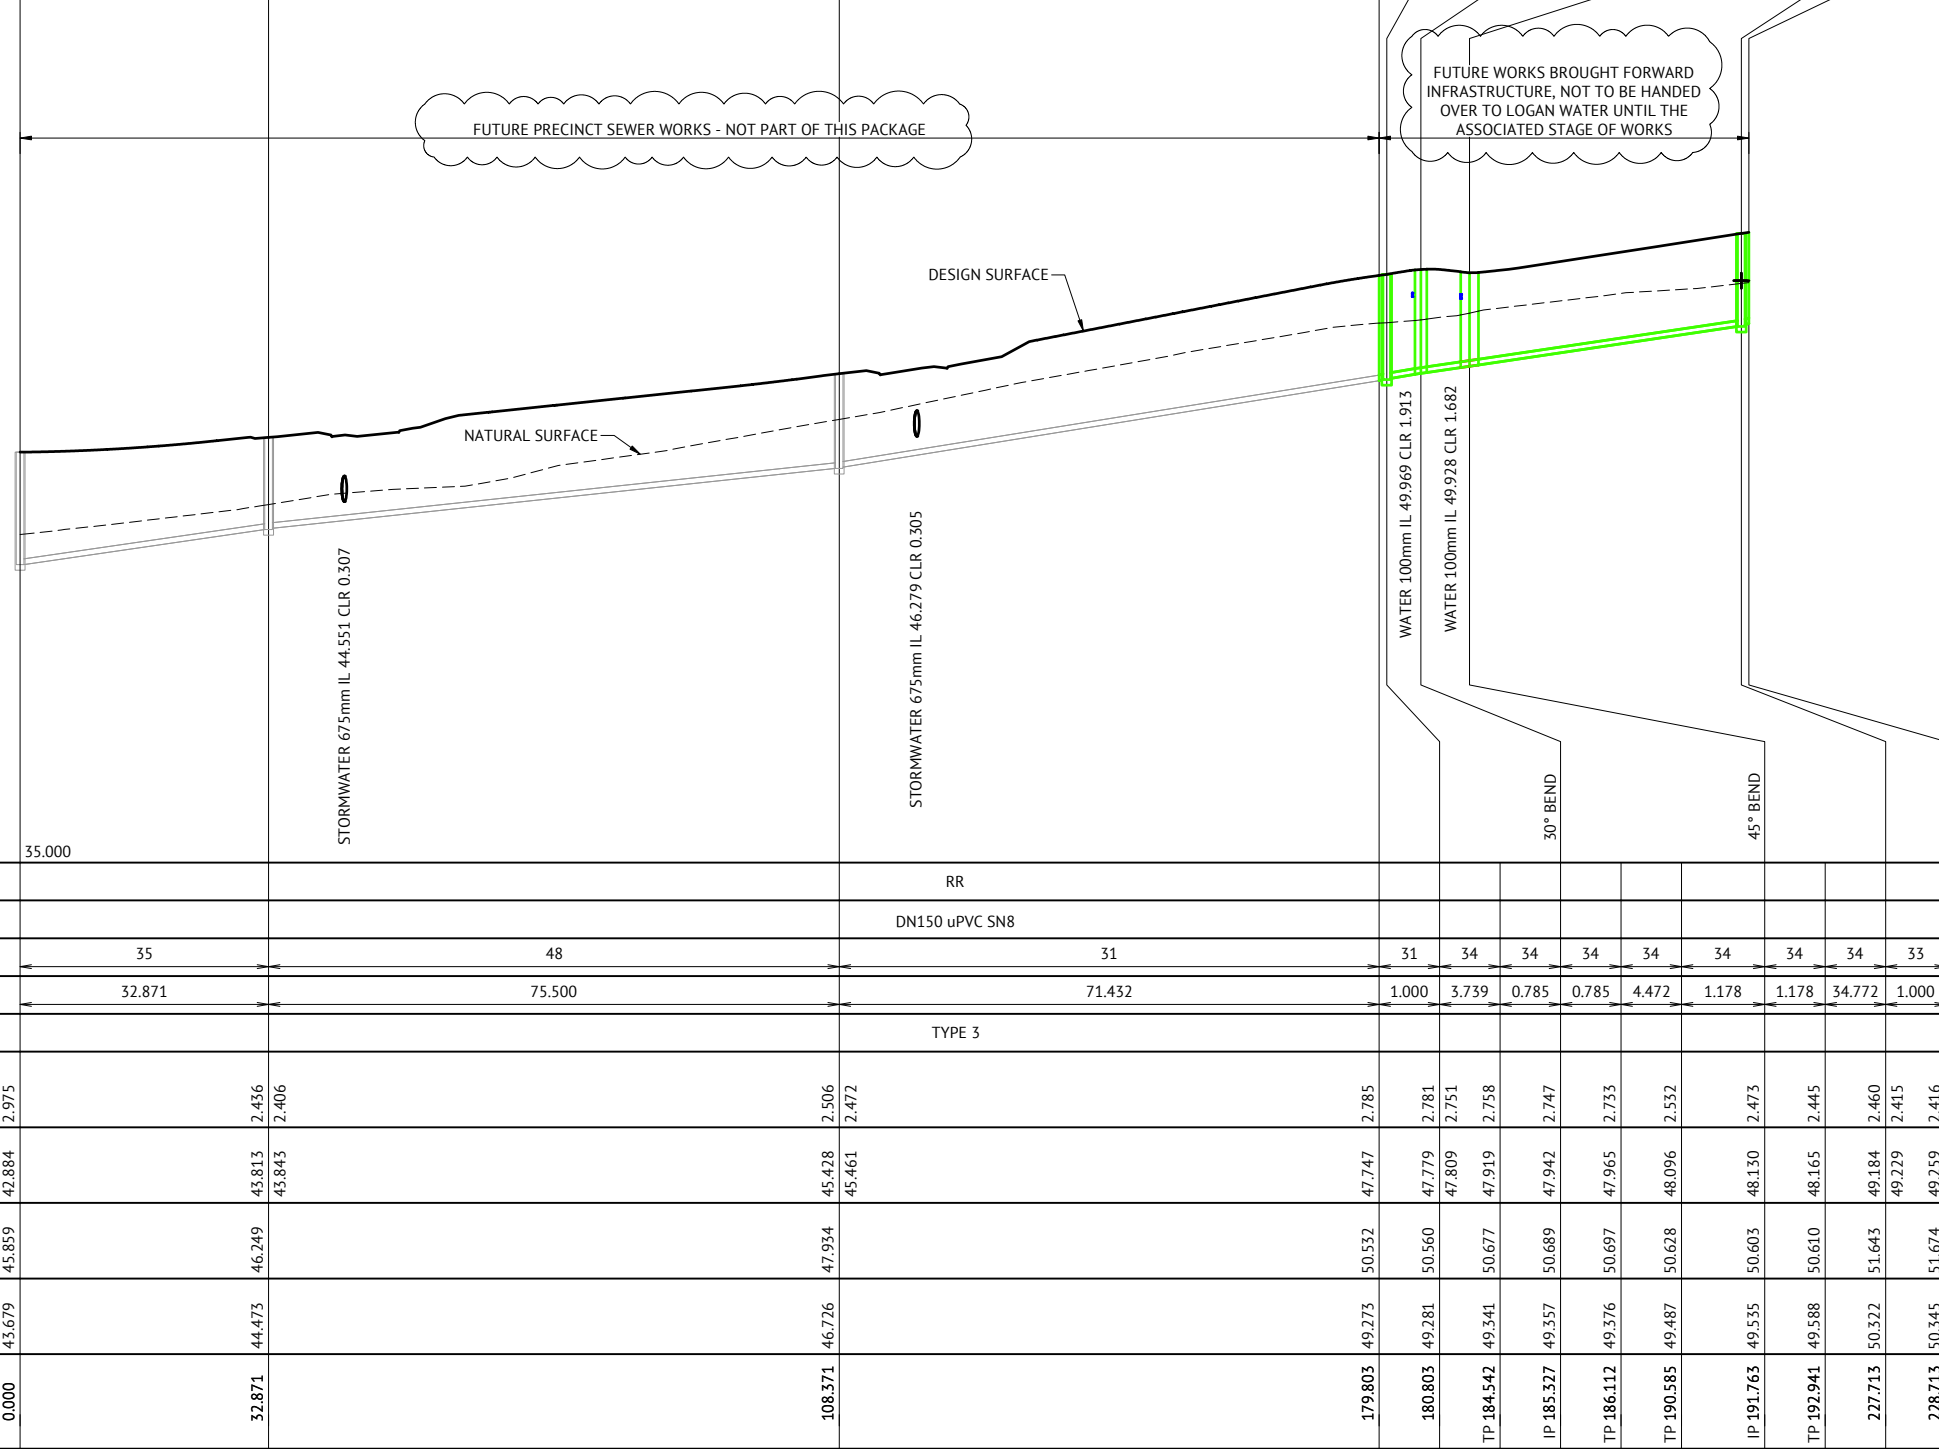 FUTURE WORKS BROUGHT FORWARD
INFRASTRUCTURE, NOT TO BE HANDED
OVER TO LOGAN WATER UNTIL THE
ASSOCIATED STAGE OF WORKS
FUTURE PRECINCT SEWER WORKS - NOT PART OF THIS PACKAGE
DESIGN SURFACE
NATURAL SURFACE
STORMWATER 675mm IL 44.551 CLR 0.307
STORMWATER 675mm IL 46.279 CLR 0.305
WATER 100mm IL 49.969 CLR 1.913
WATER 100mm IL 49.928 CLR 1.682
30° BEND
45° BEND
35.000
RR
DN150 uPVC SN8
35 48 31 31 34 34 34 34 34 34 34 33
32.871 75.500 71.432 1.000 3.739 0.785 0.785 4.472 1.178 1.178 34.772 1.000
TYPE 3
2.975 2.436 2.406 2.506 2.472 2.785 2.781 2.751 2.758 2.747 2.733 2.532 2.473 2.445 2.460 2.415 2.416
42.884 43.813 43.843 45.428 45.461 47.747 47.779 47.809 47.919 47.942 47.965 48.096 48.130 48.165 49.184 49.229 49.259
45.859 46.249 47.934 50.532 50.560 50.677 50.689 50.697 50.628 50.603 50.610 51.643 51.674
43.679 44.473 46.726 49.273 49.281 49.341 49.357 49.376 49.487 49.535 49.588 50.322 50.345
0.000 32.871 108.371 179.803 180.803 TP 184.542 IP 185.327 TP 186.112 TP 190.585 IP 191.763 TP 192.941 227.713 228.713